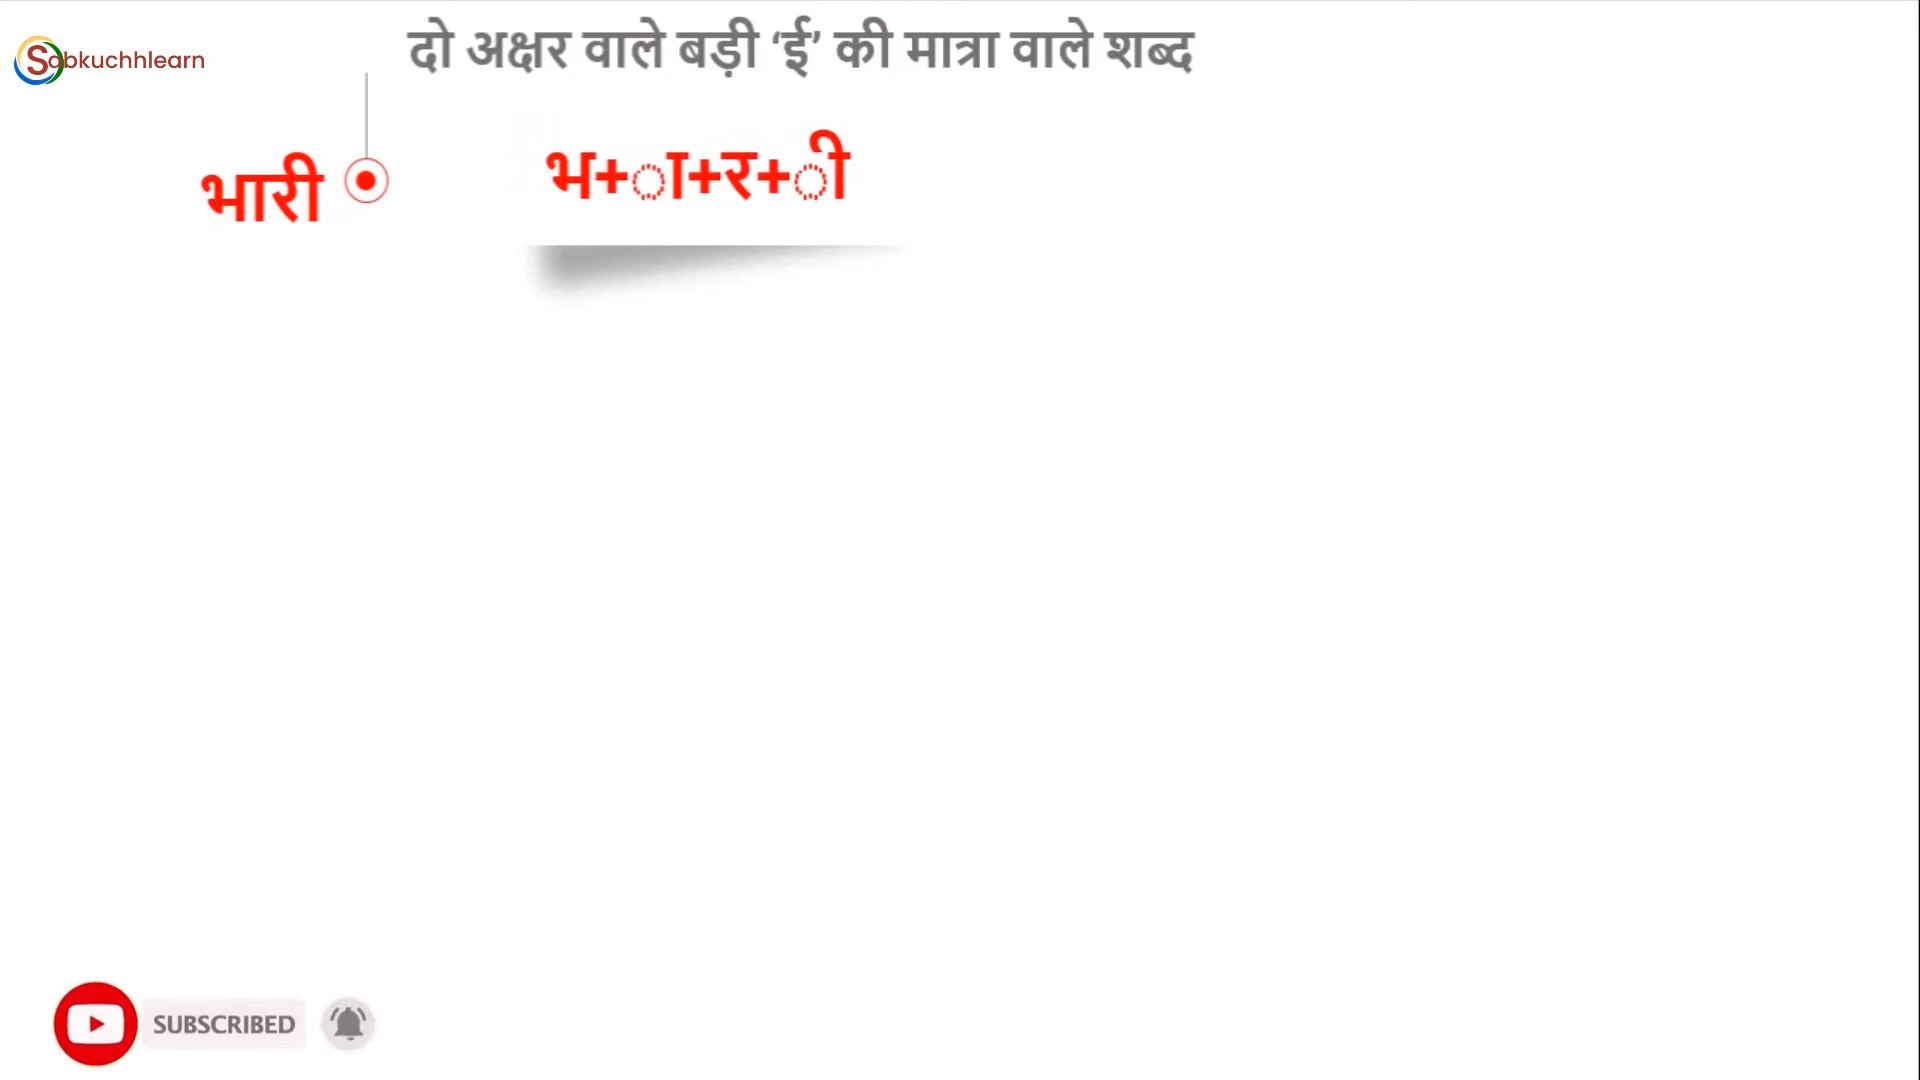 Sabkuchhlearn
दो अक्षर वाले बड़ी ‘ई’ की मात्रा वाले शब्द
भारी
भ+ा+र+ी
SUBSCRIBED